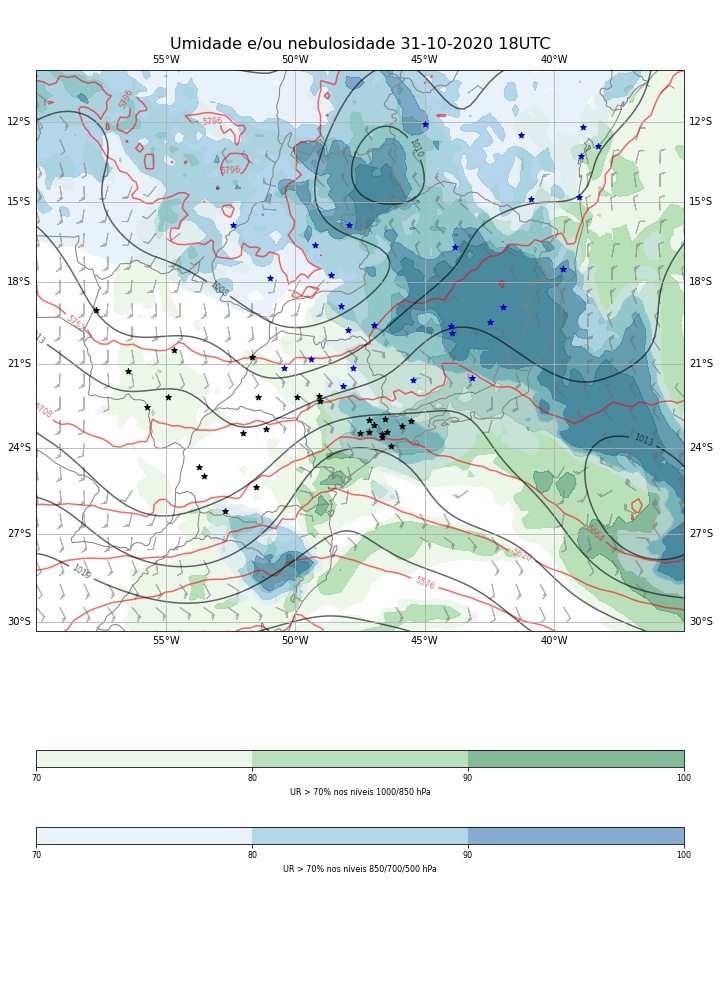 Umidade e/ou nebulosidade 31-10-2020 18UTC
55°W 50°W 45°W 40°W
12°S 12°S
15°S 15°S
18°S 18°S
21°S 21°S
24°S 24°S
27°S 27°S
30°S 30°S
5796
5796
5796
1010
5752
5708
1013
5664
5620
5576
1019
55°W 50°W 45°W 40°W
70 80 90 100
UR > 70% nos níveis 1000/850 hPa
70 80 90 100
UR > 70% nos níveis 850/700/500 hPa